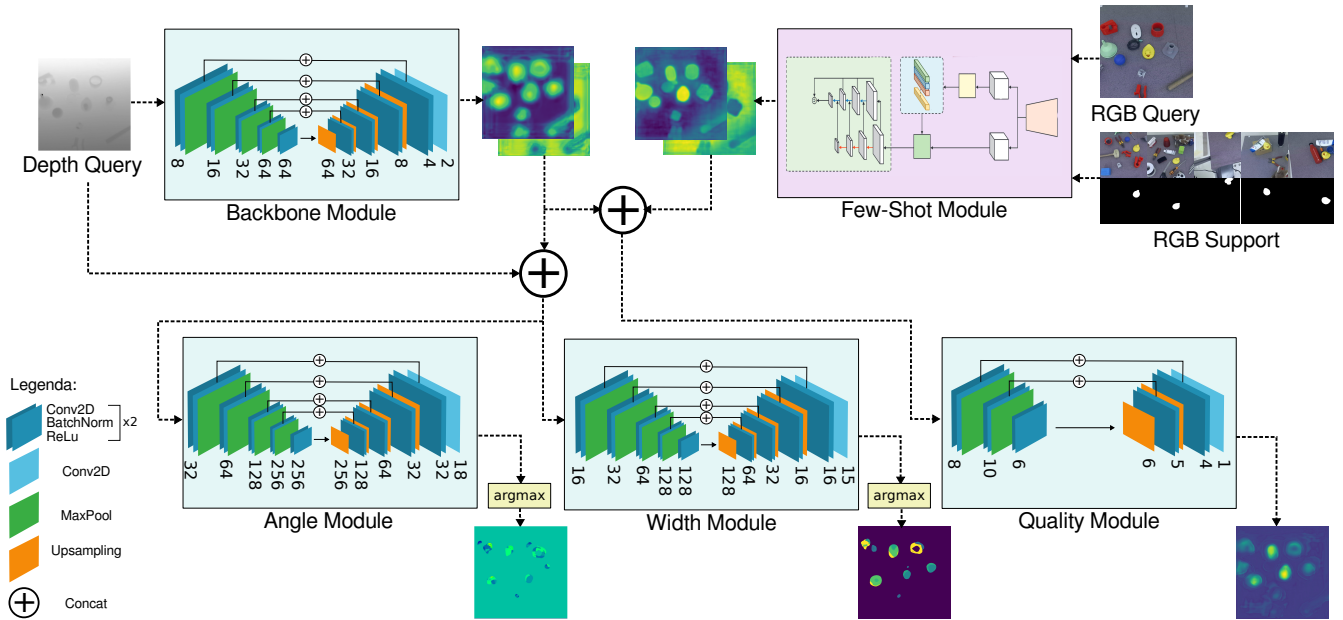 Depth Query
8
16
32
64
64
64
32
16
8
4
2
Backbone Module
Few-Shot Module
RGB Query
RGB Support
Legenda:
Conv2D
BatchNorm
ReLu
x2
Conv2D
MaxPool
Upsampling
Concat
32
64
128
256
256
256
128
64
32
32
18
Angle Module
argmax
16
32
64
128
128
128
64
32
16
16
15
Width Module
argmax
8
10
6
6
5
4
1
Quality Module